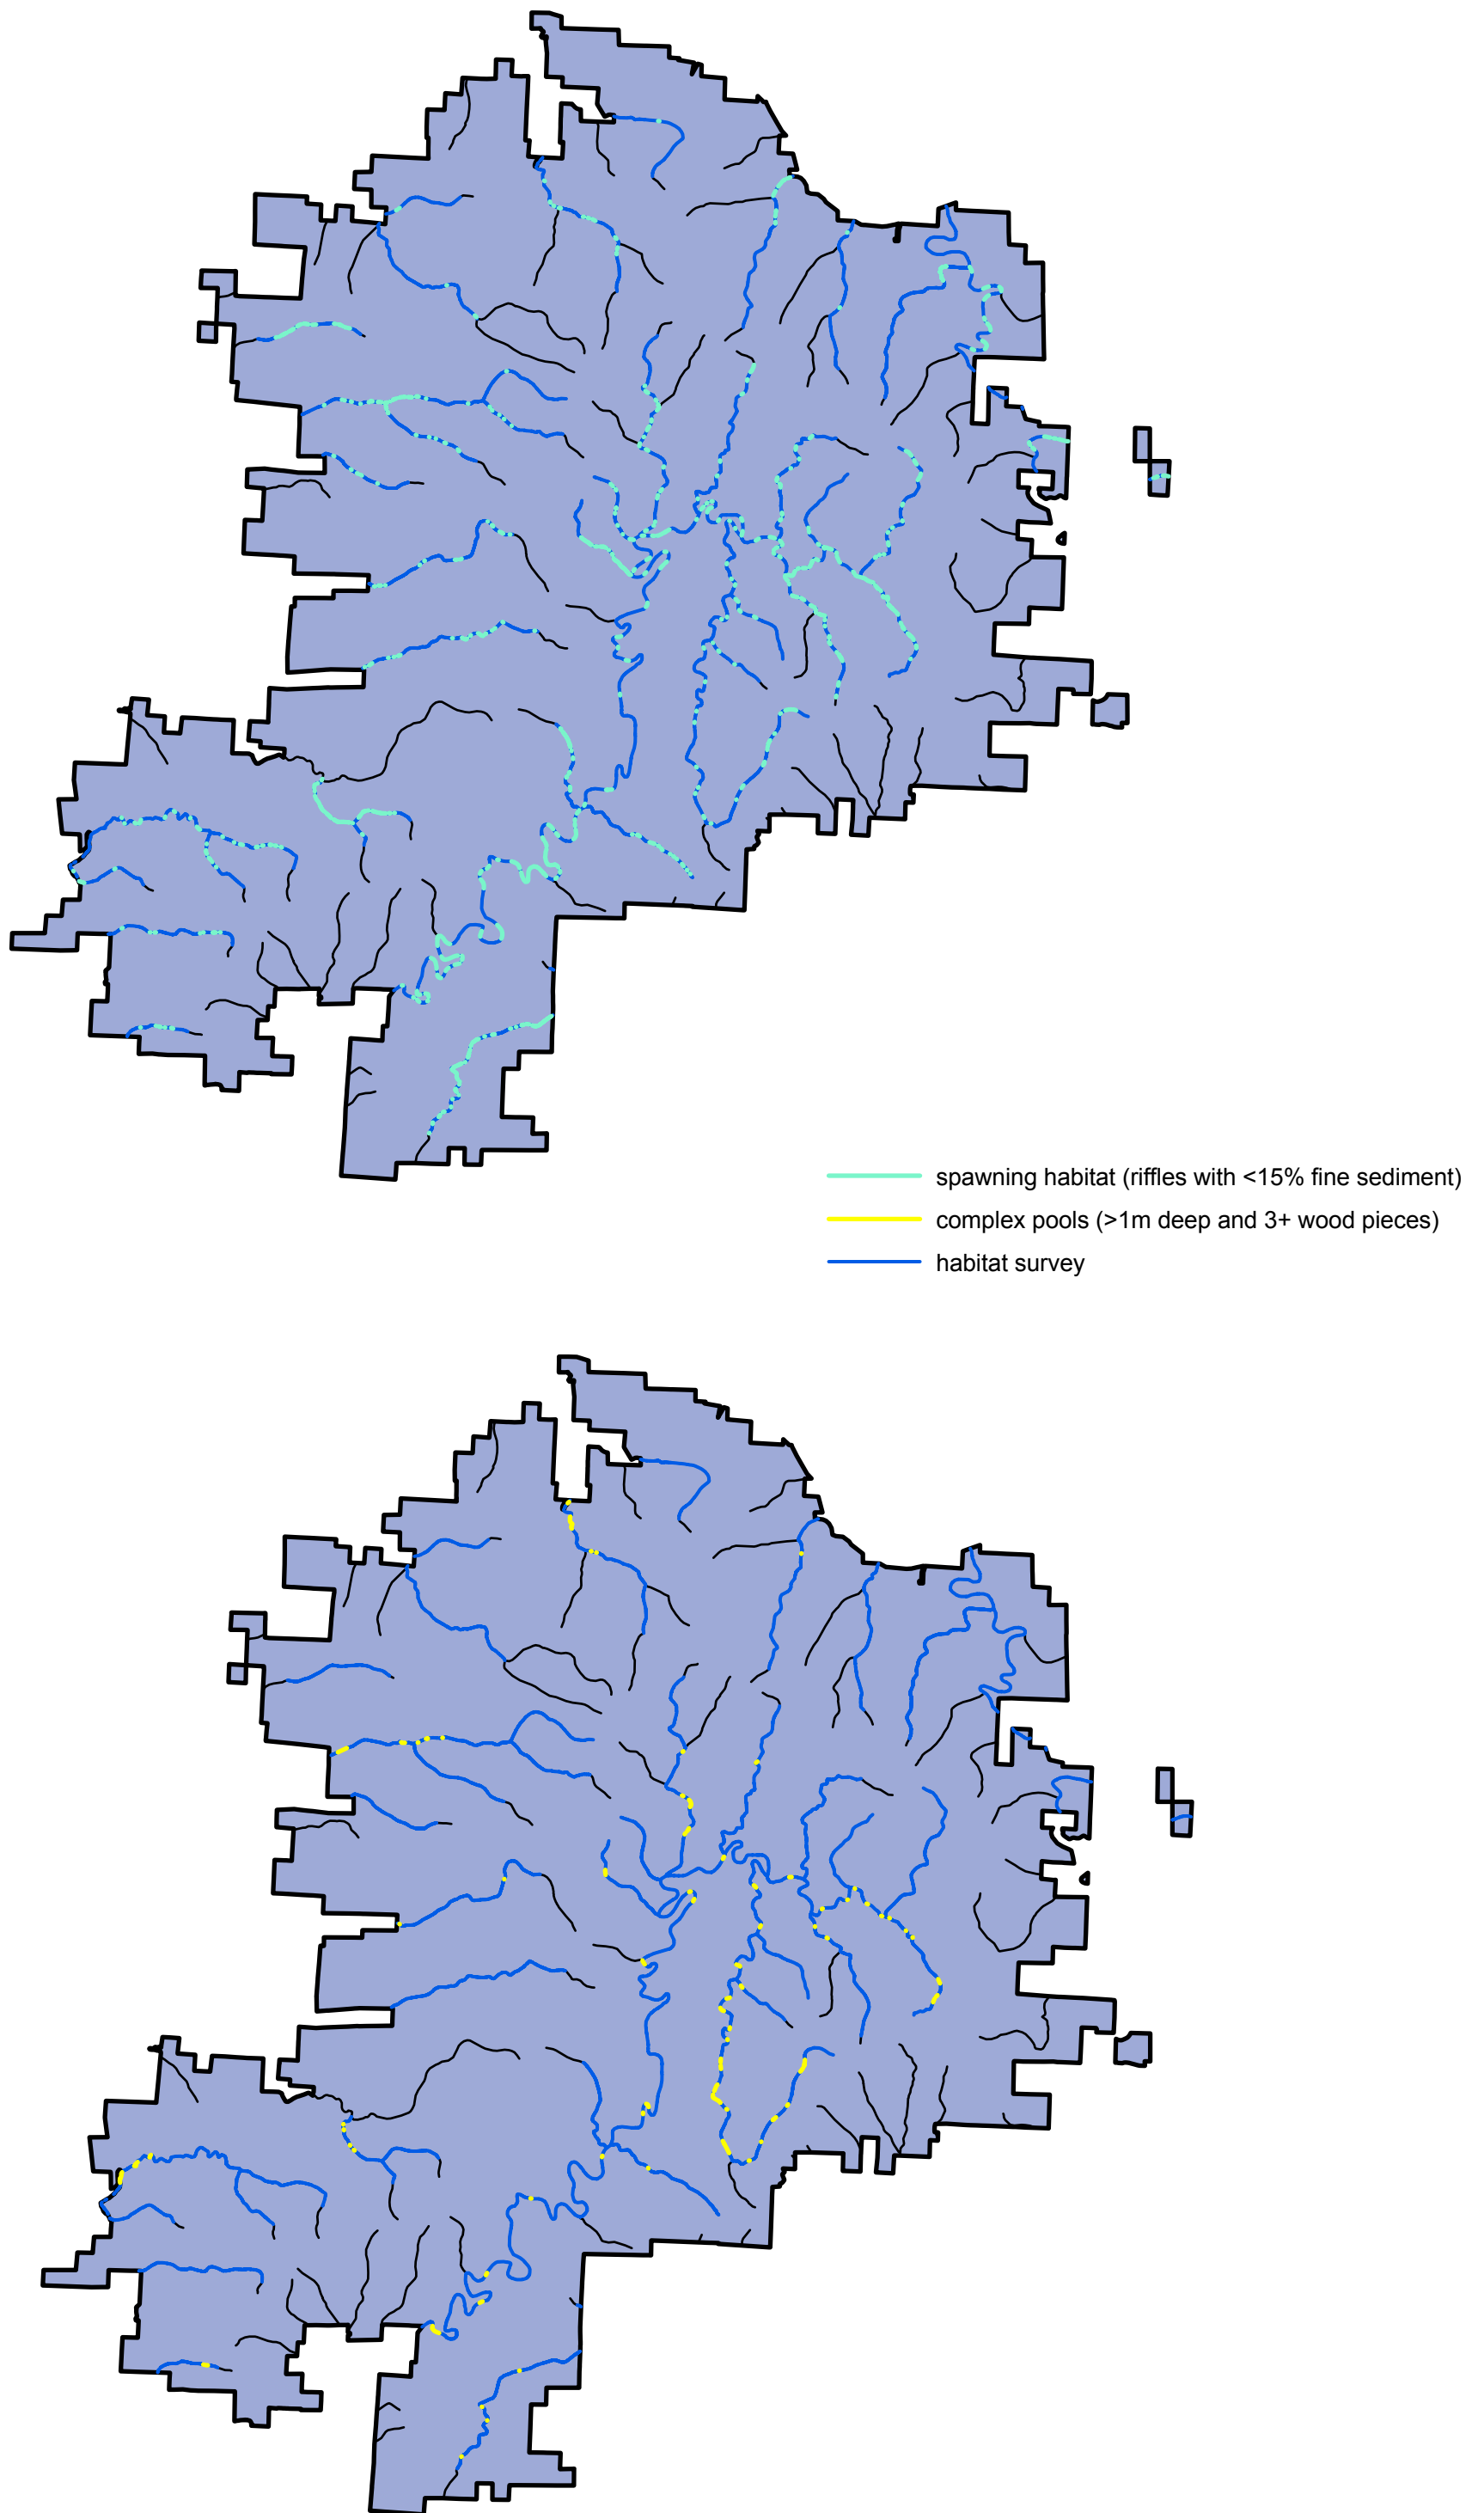 spawning habitat (riffles with <15% fine sediment)
complex pools (>1m deep and 3+ wood pieces)
habitat survey